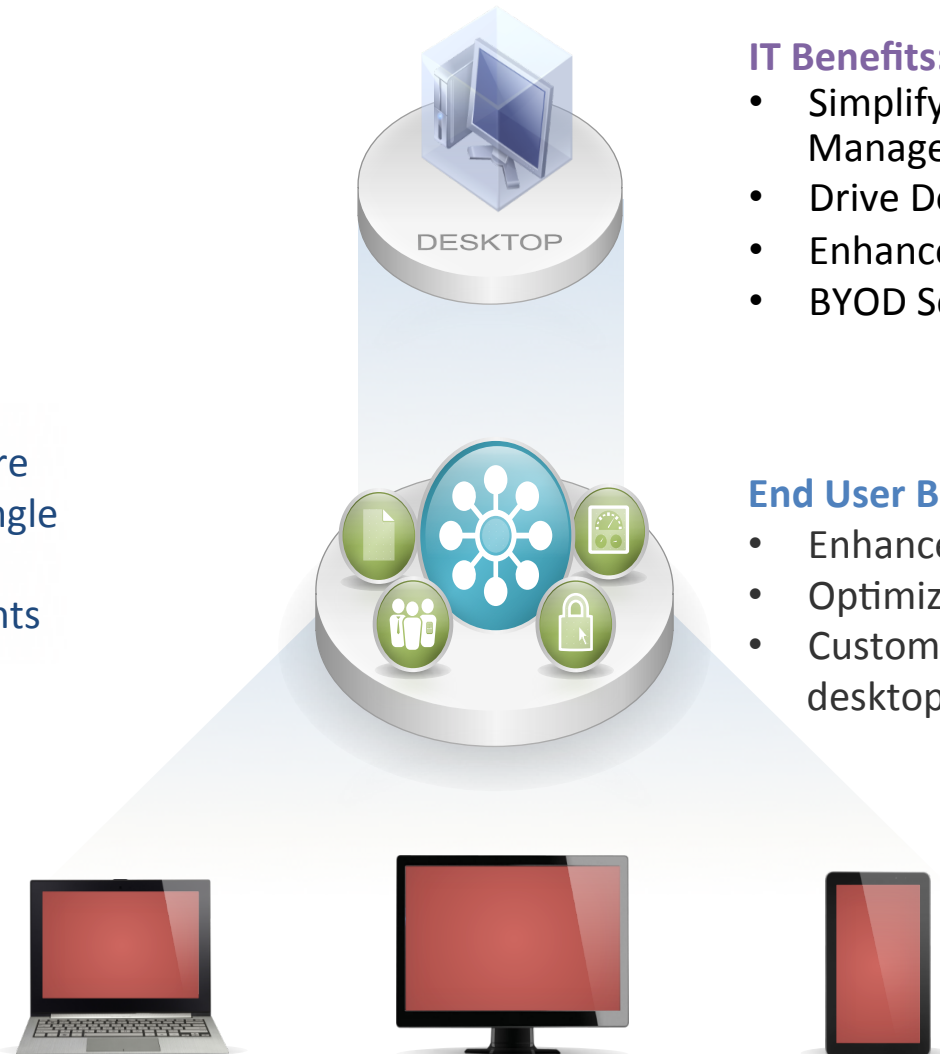 IT Benefits:
• Simplify
Manage
• Drive De
• Enhance
• BYOD Se
DESKTOP
re
ngle
nts
End User B
• Enhance
• Optimiz
• Custom
desktop